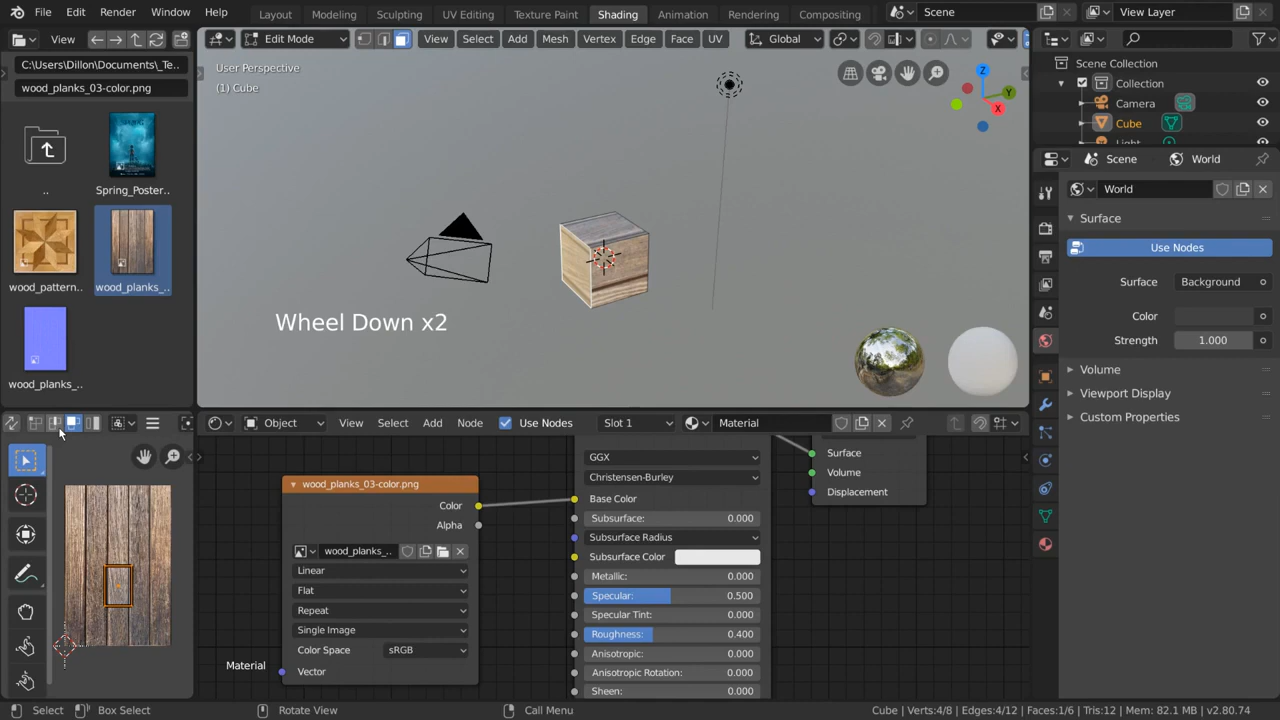 File Edit Render Window Help
Layout Modeling Sculpting UV Editing Texture Paint Shading Animation Rendering Compositing
Scene
View Layer
View
C:\Users\Dillon\Documents\_Te..
wood_planks_03-color.png
..
Spring_Poster..
wood_pattern..
wood_planks_..
wood_planks_..
Edit Mode View Select Add Mesh Vertex Edge Face UV Global
User Perspective
(1) Cube
Z
Y
X
Wheel Down x2
Scene Collection
Collection
Camera
Cube
Light
Scene World
World
Surface
Use Nodes
Surface Background
Color
Strength 1.000
Volume
Viewport Display
Custom Properties
Object View Select Add Node Use Nodes Slot 1 Material
wood_planks_03-color.png
Color
Alpha
wood_planks_..
Linear
Flat
Repeat
Single Image
Color Space sRGB
Vector
Material
GGX
Christensen-Burley
Base Color
Subsurface: 0.000
Subsurface Radius
Subsurface Color
Metallic: 0.000
Specular: 0.500
Specular Tint: 0.000
Roughness: 0.400
Anisotropic: 0.000
Anisotropic Rotation: 0.000
Sheen: 0.000
Surface
Volume
Displacement
Select Box Select Rotate View Call Menu Cube | Verts:4/8 | Edges:4/12 | Faces:1/6 | Tris:12 | Mem: 82.1 MB | v2.80.74